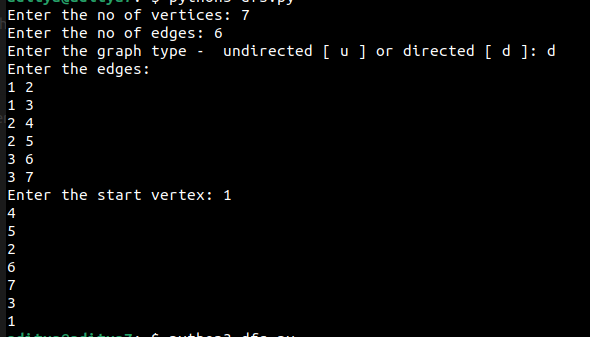 Enter the no of vertices: 7
Enter the no of edges: 6
Enter the graph type -  undirected [ u ] or directed [ d ]: d
Enter the edges:
1 2
1 3
2 4
2 5
3 6
3 7
Enter the start vertex: 1
4
5
2
6
7
3
1